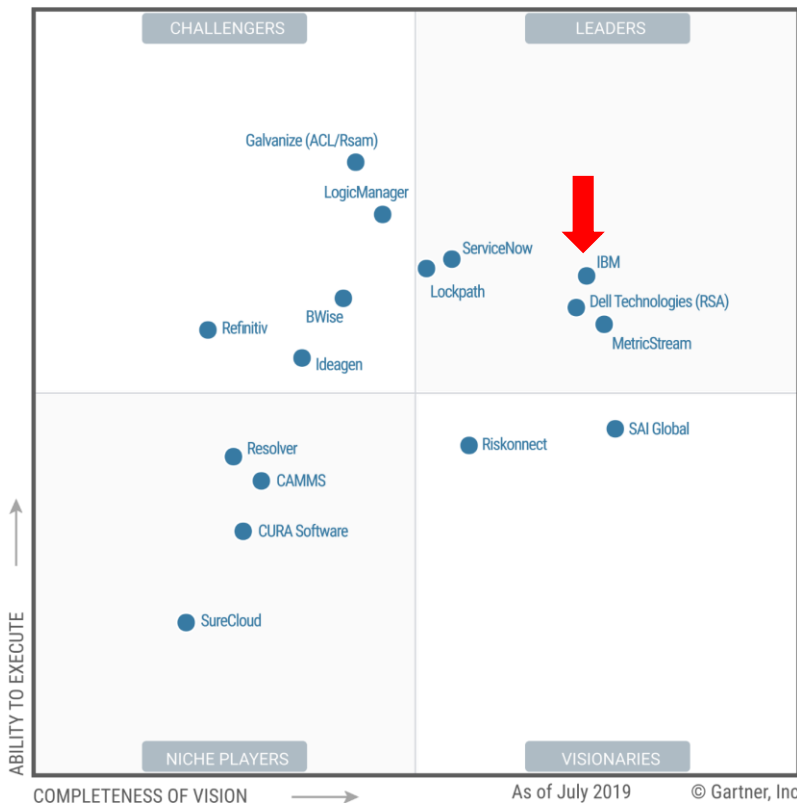 CHALLENGERS
LEADERS
Galvanize (ACL/Rsam)
LogicManager
ServiceNow
IBM
Lockpath
Dell Technologies (RSA)
BWise
Refinitiv
MetricStream
Ideagen
SAI Global
Resolver
Riskonnect
CAMMS
CURA Software
SureCloud
ABILITY TO EXECUTE
NICHE PLAYERS
VISIONARIES
COMPLETENESS OF VISION
As of July 2019
© Gartner, Inc